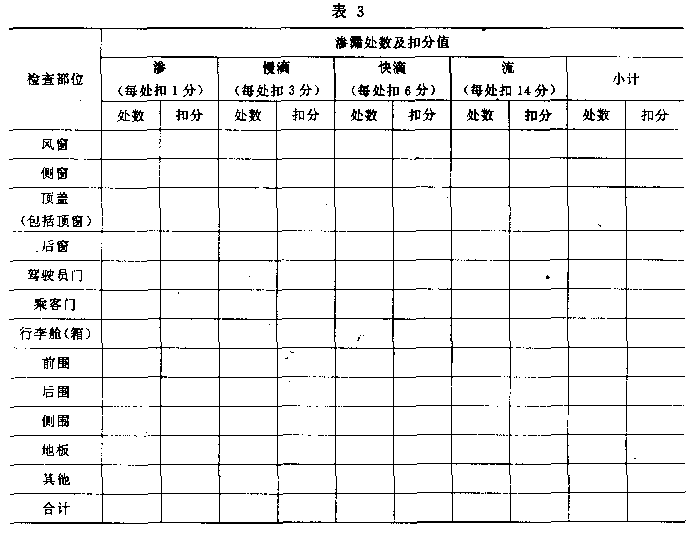 表 3
检查部位
渗漏处数及扣分值
渗
（每处扣1分）
慢滴
（每处扣3分）
快滴
（每处扣6分）
流
（每处扣14分）
小计
处数 扣分 处数 扣分 处数 扣分 处数 扣分 处数 扣分
风窗
侧窗
顶盖
（包括顶窗）
后窗
驾驶员门
乘客门
行李舱(箱)
前围
后围
侧围
地板
其他
合计